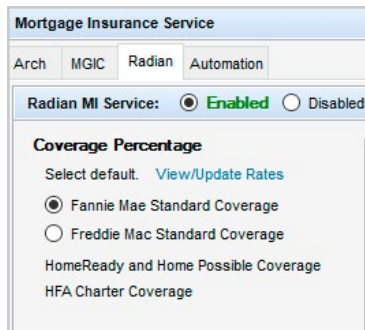 Mortgage Insurance Service
Arch MGIC Radian Automation
Radian MI Service: Enabled Disabled
Coverage Percentage
Select default. View/Update Rates
Fannie Mae Standard Coverage
Freddie Mac Standard Coverage
HomeReady and Home Possible Coverage
HFA Charter Coverage